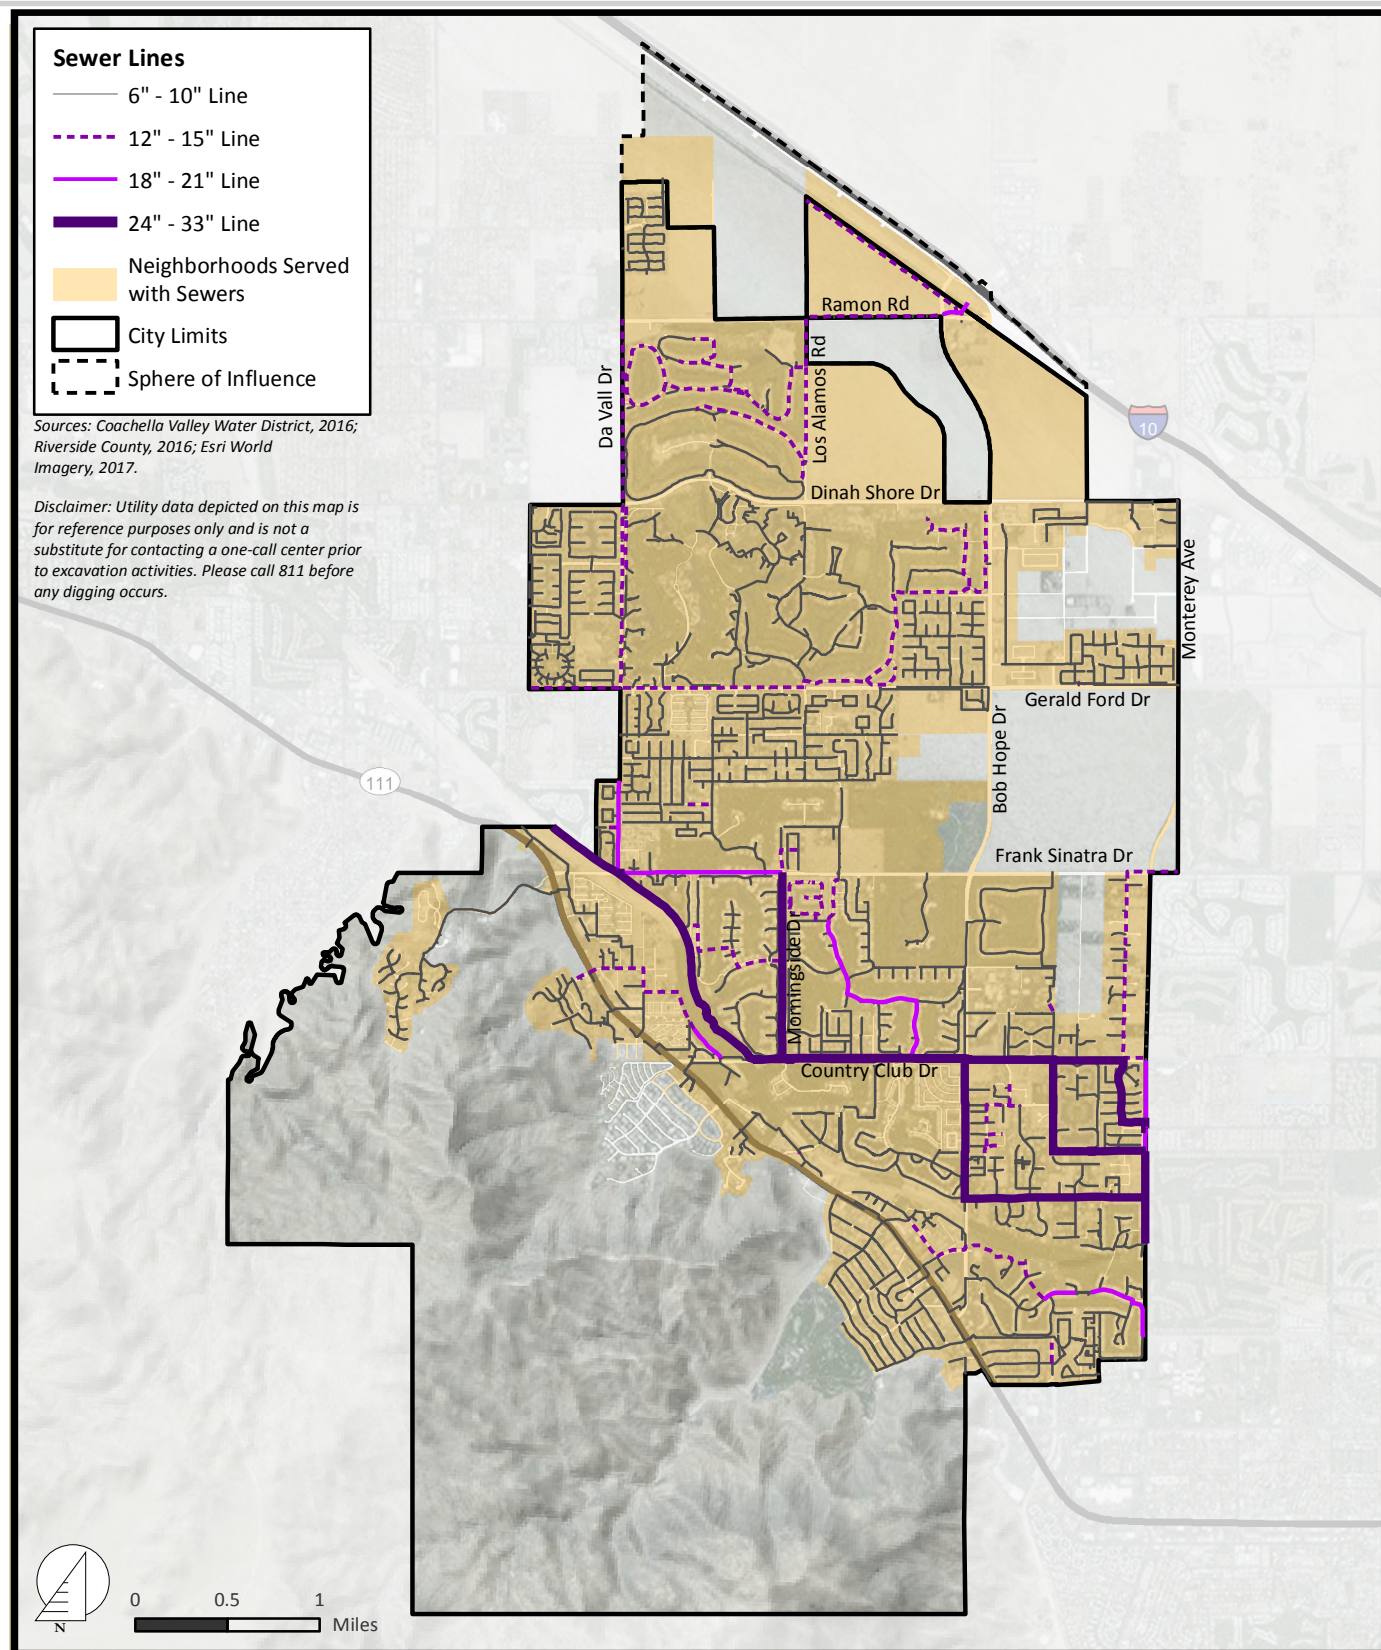 Sewer Lines
6" - 10" Line
12" - 15" Line
18" - 21" Line
24" - 33" Line
Neighborhoods Served
with Sewers
City Limits
Sphere of Influence
Sources: Coachella Valley Water District, 2016;
Riverside County, 2016; Esri World
Imagery, 2017.
Disclaimer: Utility data depicted on this map is
for reference purposes only and is not a
substitute for contacting a one-call center prior
to excavation activities. Please call 811 before
any digging occurs.
Ramon Rd
Da Vall Dr
Los Alamos Rd
10
Dinah Shore Dr
Monterey Ave
Gerald Ford Dr
Bob Hope Dr
111
Frank Sinatra Dr
Morningside Dr
Country Club Dr
N
0 0.5 1
Miles